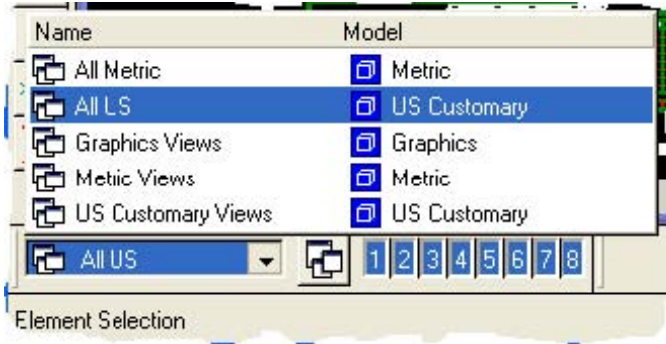 Name Model
All Metric Metric
All LS US Customary
Graphics Views Graphics
Metric Views Metric
US Customary Views US Customary
All US 1 2 3 4 5 6 7 8
Element Selection